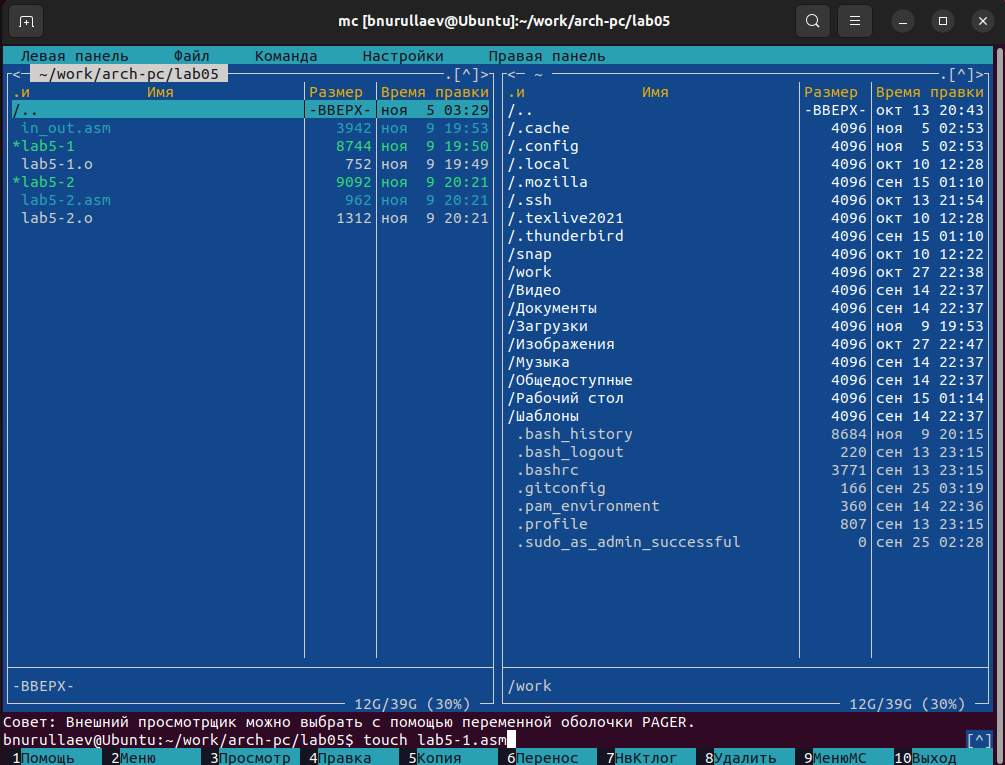 mc [bnurullaev@Ubuntu]:~/work/arch-pc/lab05
Левая панель Файл Команда Настройки Правая панель
<─ ~/work/arch-pc/lab05 .[^]>
.и Имя Размер Время правки
/.. -ВВЕРХ- ноя 5 03:29
in_out.asm 3942 ноя 9 19:53
*lab5-1 8744 ноя 9 19:50
lab5-1.o 752 ноя 9 19:49
*lab5-2 9092 ноя 9 20:21
lab5-2.asm 962 ноя 9 20:21
lab5-2.o 1312 ноя 9 20:21
-ВВЕРХ-
12G/39G (30%)
<─ ~ .[^]>
.и Имя Размер Время правки
/.. -ВВЕРХ- окт 13 20:43
/.cache 4096 ноя 5 02:53
/.config 4096 ноя 5 02:53
/.local 4096 окт 10 12:28
/.mozilla 4096 сен 15 01:10
/.ssh 4096 окт 13 21:54
/.texlive2021 4096 окт 10 12:28
/.thunderbird 4096 сен 15 01:10
/snap 4096 окт 10 12:22
/work 4096 окт 27 22:38
/Видео 4096 сен 14 22:37
/Документы 4096 сен 14 22:37
/Загрузки 4096 ноя 9 19:53
/Изображения 4096 окт 27 22:47
/Музыка 4096 сен 14 22:37
/Общедоступные 4096 сен 14 22:37
/Рабочий стол 4096 сен 15 01:14
/Шаблоны 4096 сен 14 22:37
.bash_history 8684 ноя 9 20:15
.bash_logout 220 сен 13 23:15
.bashrc 3771 сен 13 23:15
.gitconfig 166 сен 25 03:19
.pam_environment 360 сен 14 22:36
.profile 807 сен 13 23:15
.sudo_as_admin_successful 0 сен 25 02:28
/work
12G/39G (30%)
Совет: Внешний просмотрщик можно выбрать с помощью переменной оболочки PAGER.
bnurullaev@Ubuntu:~/work/arch-pc/lab05$ touch lab5-1.asm [^]
1Помощь 2Меню 3Просмотр 4Правка 5Копия 6Перенос 7НвКтлог 8Удалить 9МенюМС 10Выход